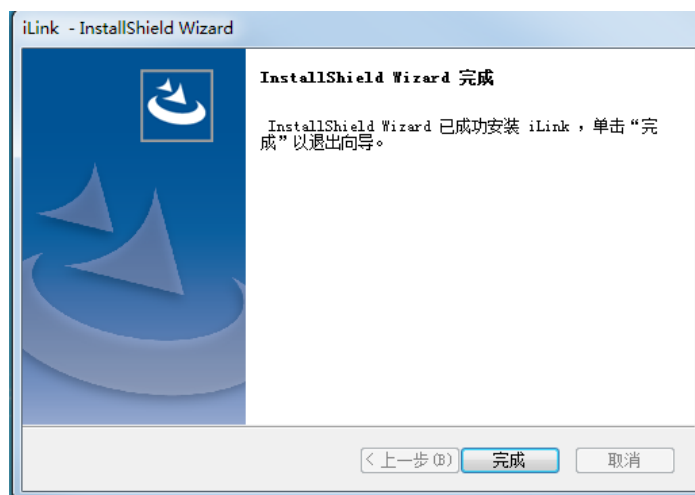 iLink - InstallShield Wizard
InstallShield Wizard 完成
InstallShield Wizard 已成功安装 iLink ，单击“完
成”以退出向导。
< 上一步(B)
完成
取消